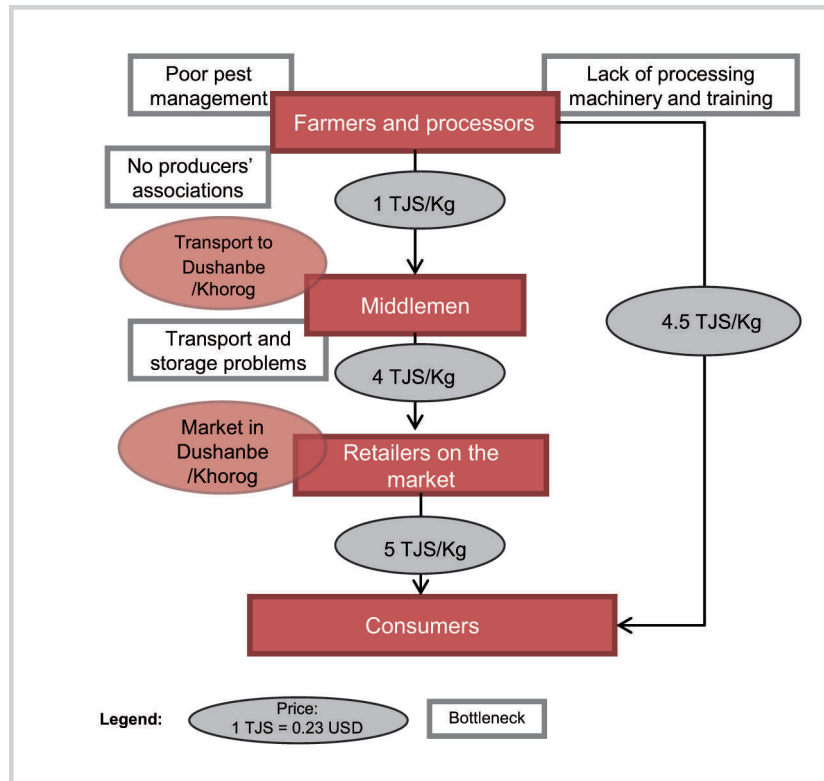 Poor pest
management
Lack of processing
machinery and training
Farmers and processors
No producers’
associations
1 TJS/Kg
Transport to
Dushanbe
/Khorog
Middlemen
4.5 TJS/Kg
Transport and
storage problems
4 TJS/Kg
Market in
Dushanbe
/Khorog
Retailers on the
market
5 TJS/Kg
Consumers
Legend:
Price:
1 TJS = 0.23 USD
Bottleneck